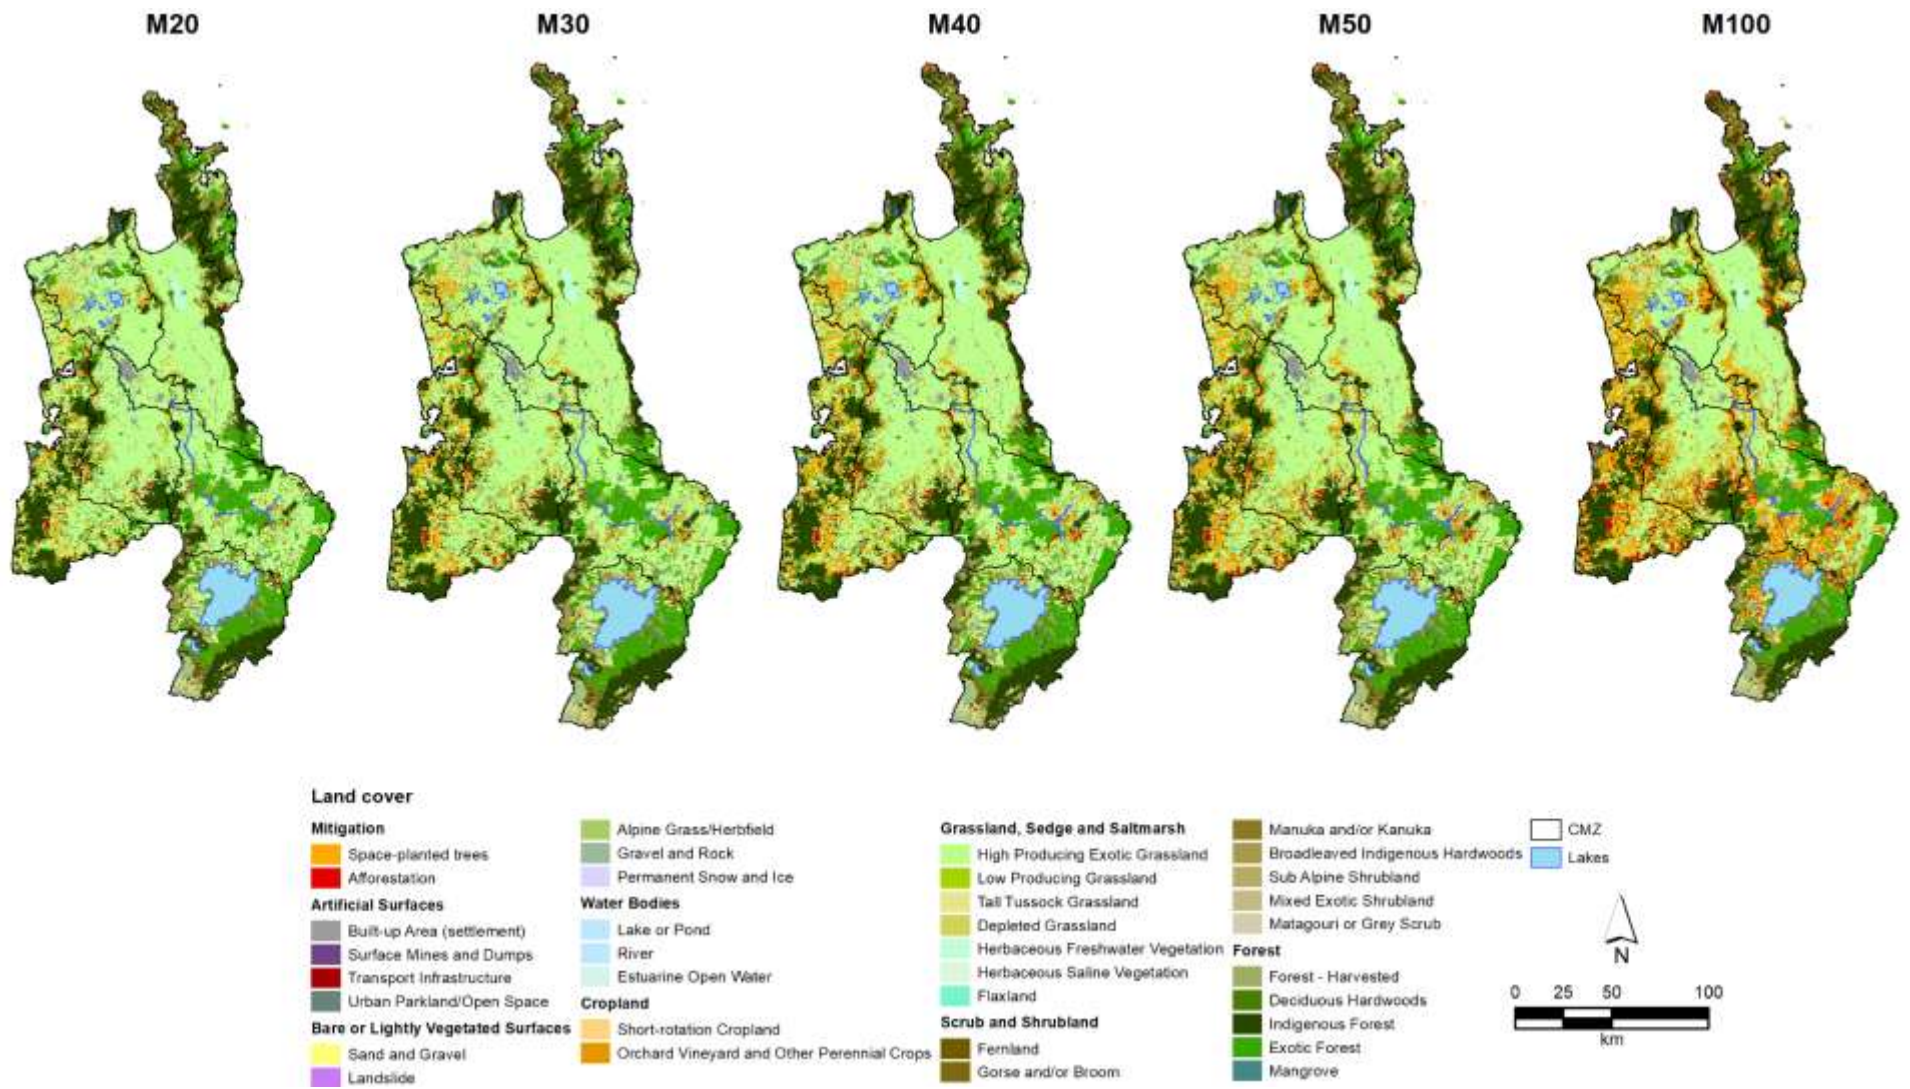 M20
M30
M40
M50
M100
Land cover
Mitigation
Space-planted trees
Afforestation
Artificial Surfaces
Built-up Area (settlement)
Surface Mines and Dumps
Transport Infrastructure
Urban Parkland/Open Space
Bare or Lightly Vegetated Surfaces
Sand and Gravel
Landslide
Alpine Grass/Herbfield
Gravel and Rock
Permanent Snow and Ice
Water Bodies
Lake or Pond
River
Estuarine Open Water
Cropland
Short-rotation Cropland
Orchard Vineyard and Other Perennial Crops
Grassland, Sedge and Saltmarsh
High Producing Exotic Grassland
Low Producing Grassland
Tall Tussock Grassland
Depleted Grassland
Herbaceous Freshwater Vegetation
Herbaceous Saline Vegetation
Flaxland
Scrub and Shrubland
Fernland
Gorse and/or Broom
Manuka and/or Kanuka
Broadleaved Indigenous Hardwoods
Sub Alpine Shrubland
Mixed Exotic Shrubland
Matagouri or Grey Scrub
Forest
Forest - Harvested
Deciduous Hardwoods
Indigenous Forest
Exotic Forest
Mangrove
CMZ
Lakes
N
0 25 50 100
km